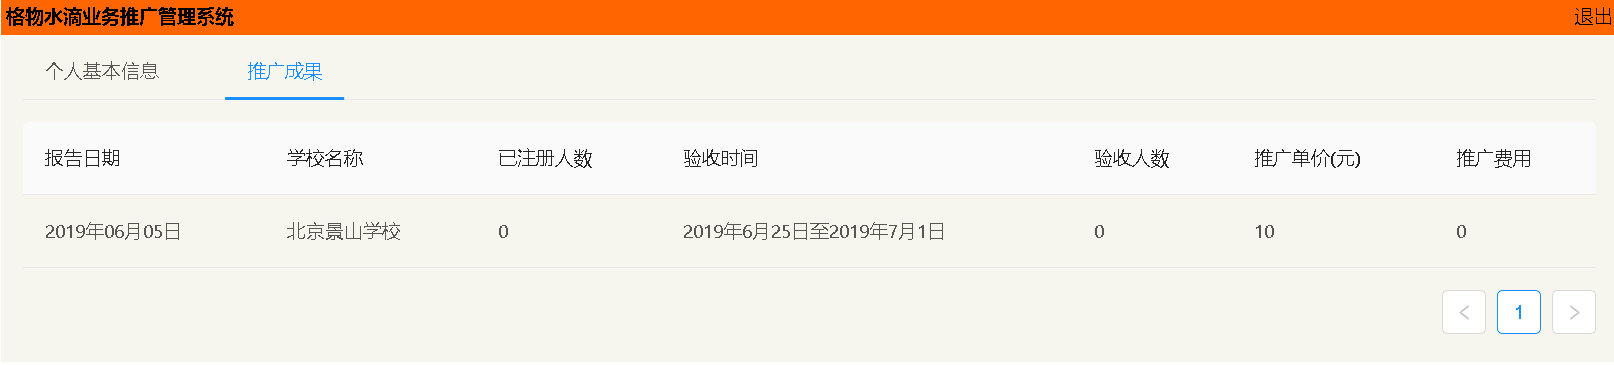 格物水滴业务推广管理系统 退出
个人基本信息 推广成果
报告日期 学校名称 已注册人数 验收时间 验收人数 推广单价(元) 推广费用
2019年06月05日 北京景山学校 0 2019年6月25日至2019年7月1日 0 10 0
1